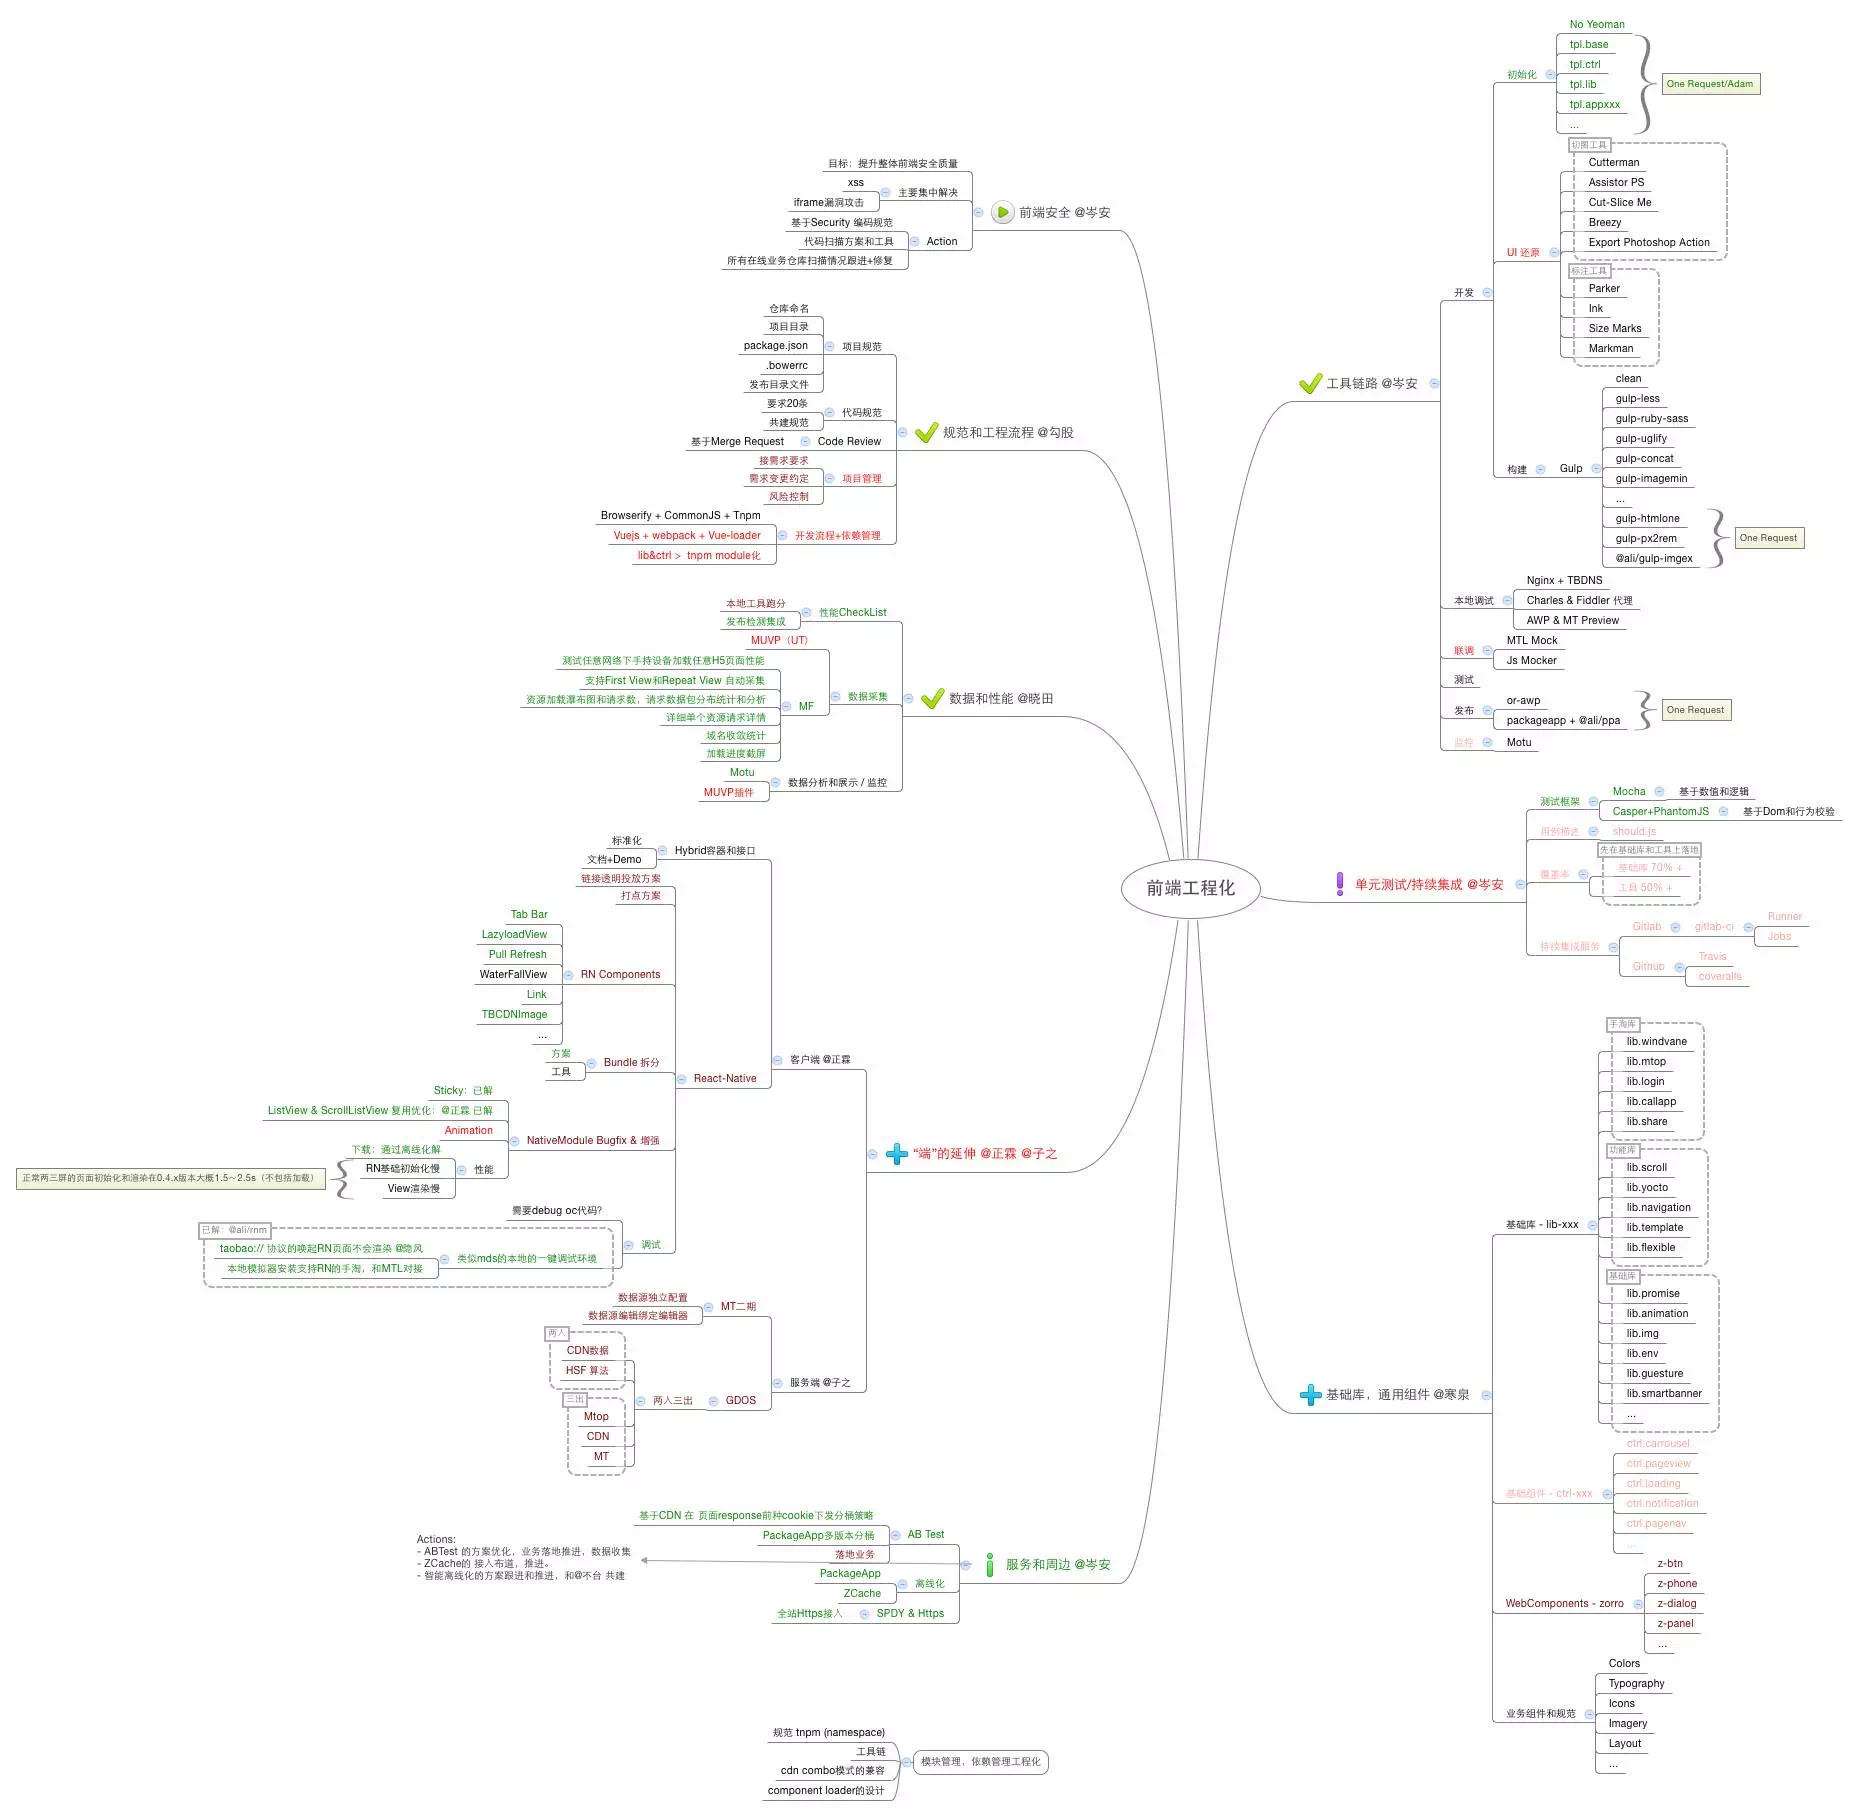 前端工程化
工具链路 @岑安
开发
初始化
No Yeoman
tpl.base
tpl.ctrl
tpl.lib
tpl.appxxx
...
One Request/Adam
UI 还原
切图工具
Cutterman
Assistor PS
Cut-Slice Me
Breezy
Export Photoshop Action
标注工具
Parker
Ink
Size Marks
Markman
构建
Gulp
clean
gulp-less
gulp-ruby-sass
gulp-uglify
gulp-concat
gulp-imagemin
...
gulp-htmlone
gulp-px2rem
@ali/gulp-imgex
One Request
本地调试
Nginx + TBDNS
Charles & Fiddler 代理
AWP & MT Preview
联调
MTL Mock
Js Mocker
测试
发布
or-awp
packageapp + @ali/ppa
One Request
监控
Motu
单元测试/持续集成 @岑安
测试框架
Mocha
基于数值和逻辑
Casper+PhantomJS
基于Dom和行为校验
用例描述
should.js
覆盖率
先在基础库和工具上落地
基础库 70% +
工具 50% +
持续集成服务
Gitlab
gitlab-ci
Runner
Jobs
Github
Travis
coveralls
基础库，通用组件 @寒泉
基础库 - lib-xxx
手淘库
lib.windvane
lib.mtop
lib.login
lib.callapp
lib.share
功能库
lib.scroll
lib.yocto
lib.navigation
lib.template
lib.flexible
基础库
lib.promise
lib.animation
lib.img
lib.env
lib.guesture
lib.smartbanner
...
基础组件 - ctrl-xxx
ctrl.carrousel
ctrl.pageview
ctrl.loading
ctrl.notification
ctrl.pagenav
...
WebComponents - zorro
z-btn
z-phone
z-dialog
z-panel
...
业务组件和规范
Colors
Typography
Icons
Imagery
Layout
...
前端安全 @岑安
目标：提升整体前端安全质量
主要集中解决
xss
iframe漏洞攻击
Action
基于Security 编码规范
代码扫描方案和工具
所有在线业务仓库扫描情况跟进+修复
规范和工程流程 @勾股
项目规范
仓库命名
项目目录
package.json
.bowerrc
发布目录文件
代码规范
要求20条
共建规范
Code Review
基于Merge Request
项目管理
接需求要求
需求变更约定
风险控制
开发流程+依赖管理
Browserify + CommonJS + Tnpm
Vuejs + webpack + Vue-loader
lib&ctrl > tnpm module化
数据和性能 @晓田
性能CheckList
本地工具跑分
发布检测集成
数据采集
MUVP（UT）
MF
测试任意网络下手持设备加载任意H5页面性能
支持First View和Repeat View 自动采集
资源加载瀑布图和请求数，请求数据包分布统计和分析
详细单个资源请求详情
域名收敛统计
加载进度截屏
数据分析和展示 / 监控
Motu
MUVP插件
“端”的延伸 @正霖 @子之
客户端 @正霖
Hybrid容器和接口
标准化
文档+Demo
React-Native
链接透明投放方案
打点方案
RN Components
Tab Bar
LazyloadView
Pull Refresh
WaterFallView
Link
TBCDNImage
...
Bundle 拆分
方案
工具
NativeModule Bugfix & 增强
Sticky：已解
ListView & ScrollListView 复用优化：@正霖 已解
Animation
性能
下载：通过离线化解
RN基础初始化慢
View渲染慢
正常两三屏的页面初始化和渲染在0.4.x版本大概1.5～2.5s（不包括加载）
调试
需要debug oc代码？
已解：@ali/rnm
类似mds的本地的一键调试环境
taobao:// 协议的唤起RN页面不会渲染 @隐风
本地模拟器安装支持RN的手淘，和MTL对接
服务端 @子之
MT二期
数据源独立配置
数据源编辑绑定编辑器
GDOS
两入三出
两入
CDN数据
HSF 算法
三出
Mtop
CDN
MT
服务和周边 @岑安
AB Test
基于CDN 在 页面response前种cookie下发分桶策略
PackageApp多版本分桶
落地业务
离线化
PackageApp
ZCache
SPDY & Https
全站Https接入
Actions:
- ABTest 的方案优化，业务落地推进，数据收集
- ZCache的 接入布道，推进。
- 智能离线化的方案跟进和推进，和@不台 共建
模块管理，依赖管理工程化
规范 tnpm (namespace)
工具链
cdn combo模式的兼容
component loader的设计